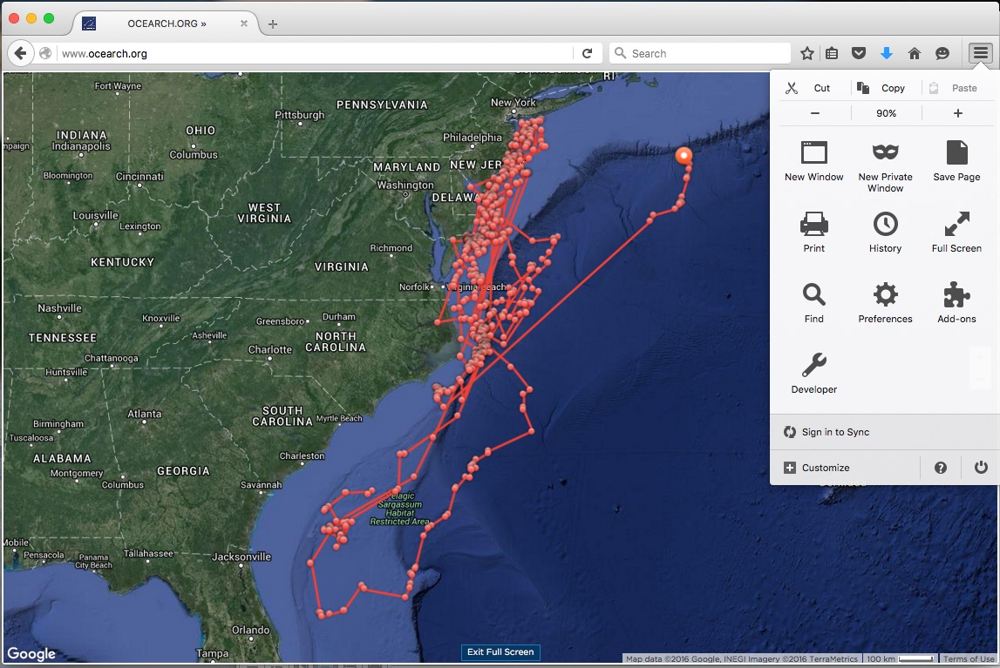 OCEARCH.ORG »
www.ocearch.org
Search
Cut
Copy
Paste
90%
New Window
New Private
Window
Save Page
Print
History
Full Screen
Find
Preferences
Add-ons
Developer
Sign in to Sync
Customize
RI
Fort Wayne
New York
PENNSYLVANIA
Pittsburgh
OHIO
INDIANA
Indianapolis
Philadelphia
Columbus
MARYLAND
NEW JER
Bloomington
Cincinnati
Washington
DELAWA
WEST
VIRGINIA
Louisville
Lexington
Richmond
KENTUCKY
VIRGINIA
Norfolk
Virginia Beach
Nashville
Knoxville
Greensboro
Durham
TENNESSEE
Asheville
NORTH
CAROLINA
Charlotte
Chattanooga
Huntsville
Atlanta
SOUTH
CAROLINA
Myrtle Beach
Birmingham
Tuscaloosa
ALABAMA
Charleston
Montgomery
GEORGIA
Columbus
Savannah
Pelagic
Sargassum
Habitat
Restricted Area
Mobile
Pensacola
Panama
City Beach
Tallahassee
Jacksonville
Orlando
Tampa
Google
Exit Full Screen
Map data ©2016 Google, INEGI Imagery ©2016 TerraMetrics
100 km
Terms of Use